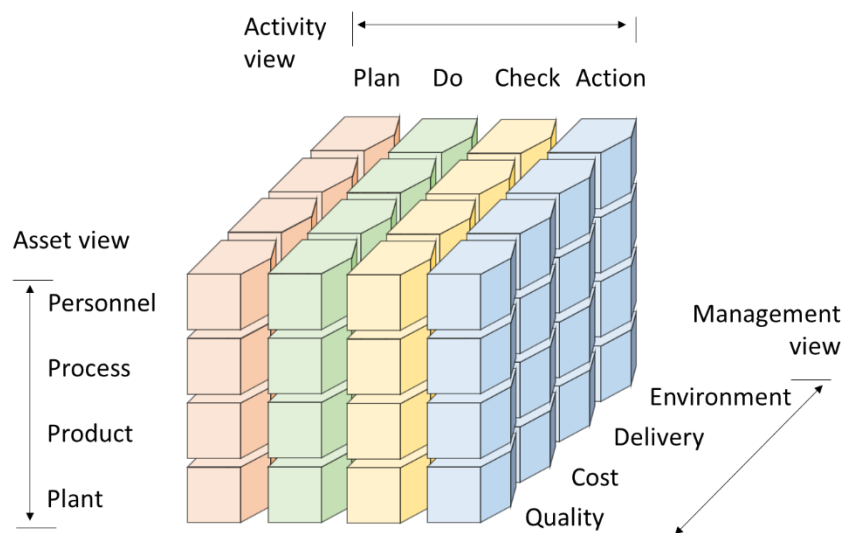 Activity
view
Plan Do Check Action
Asset view
Personnel
Process
Product
Plant
Management
view
Environment
Delivery
Cost
Quality